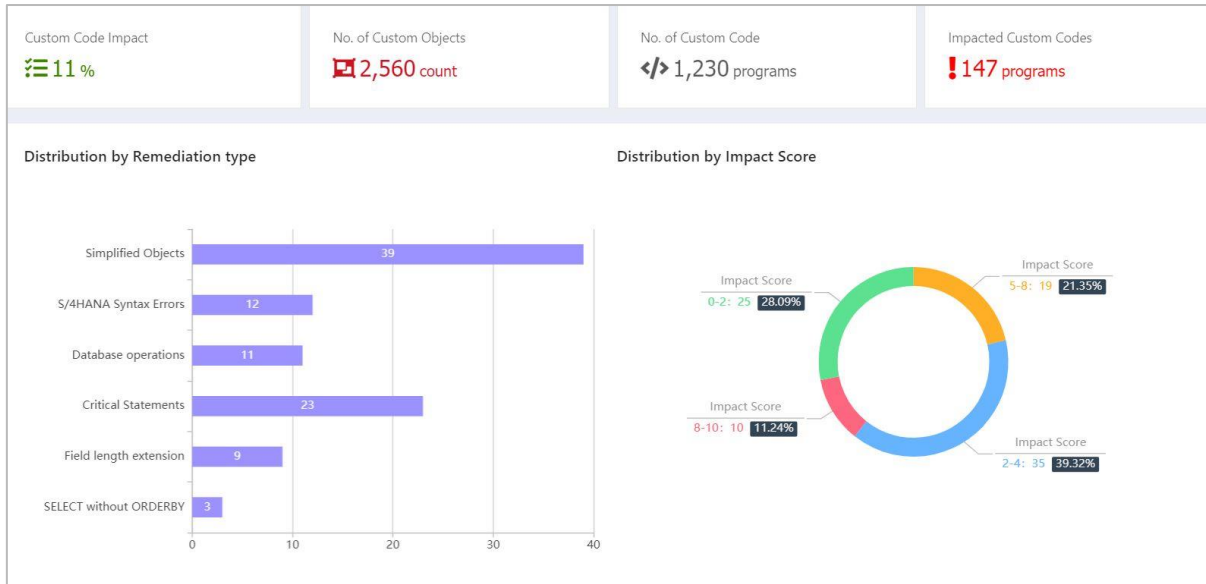 Custom Code Impact
11 %
No. of Custom Objects
2,560 count
No. of Custom Code
</> 1,230 programs
Impacted Custom Codes
147 programs
Distribution by Remediation type
Simplified Objects
39
S/4HANA Syntax Errors
12
Database operations
11
Critical Statements
23
Field length extension
9
SELECT without ORDERBY
3
0 10 20 30 40
Distribution by Impact Score
Impact Score
5-8: 19 21.35%
Impact Score
0-2: 25 28.09%
Impact Score
8-10: 10 11.24%
Impact Score
2-4: 35 39.32%